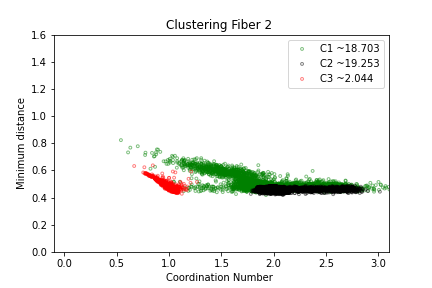 Clustering Fiber 2
C1 ~18.703
C2 ~19.253
C3 ~2.044
Minimum distance
1.6
1.4
1.2
1.0
0.8
0.6
0.4
0.2
0.0
0.0 0.5 1.0 1.5 2.0 2.5 3.0
Coordination Number